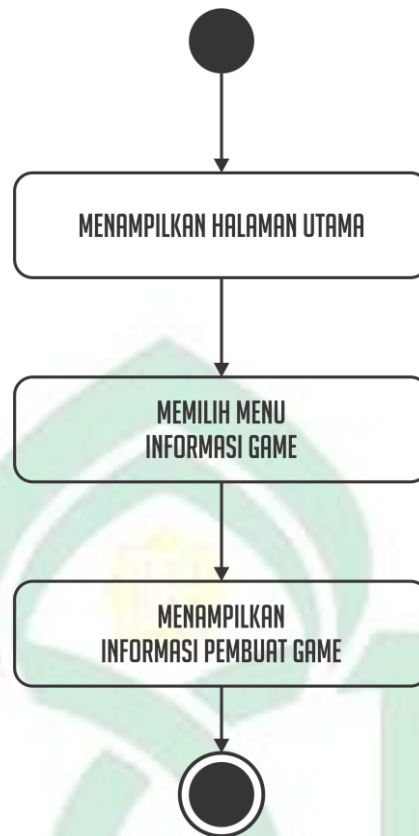 MENAMPILKAN HALAMAN UTAMA
MEMILIH MENU
INFORMASI GAME
MENAMPILKAN
INFORMASI PEMBUAT GAME